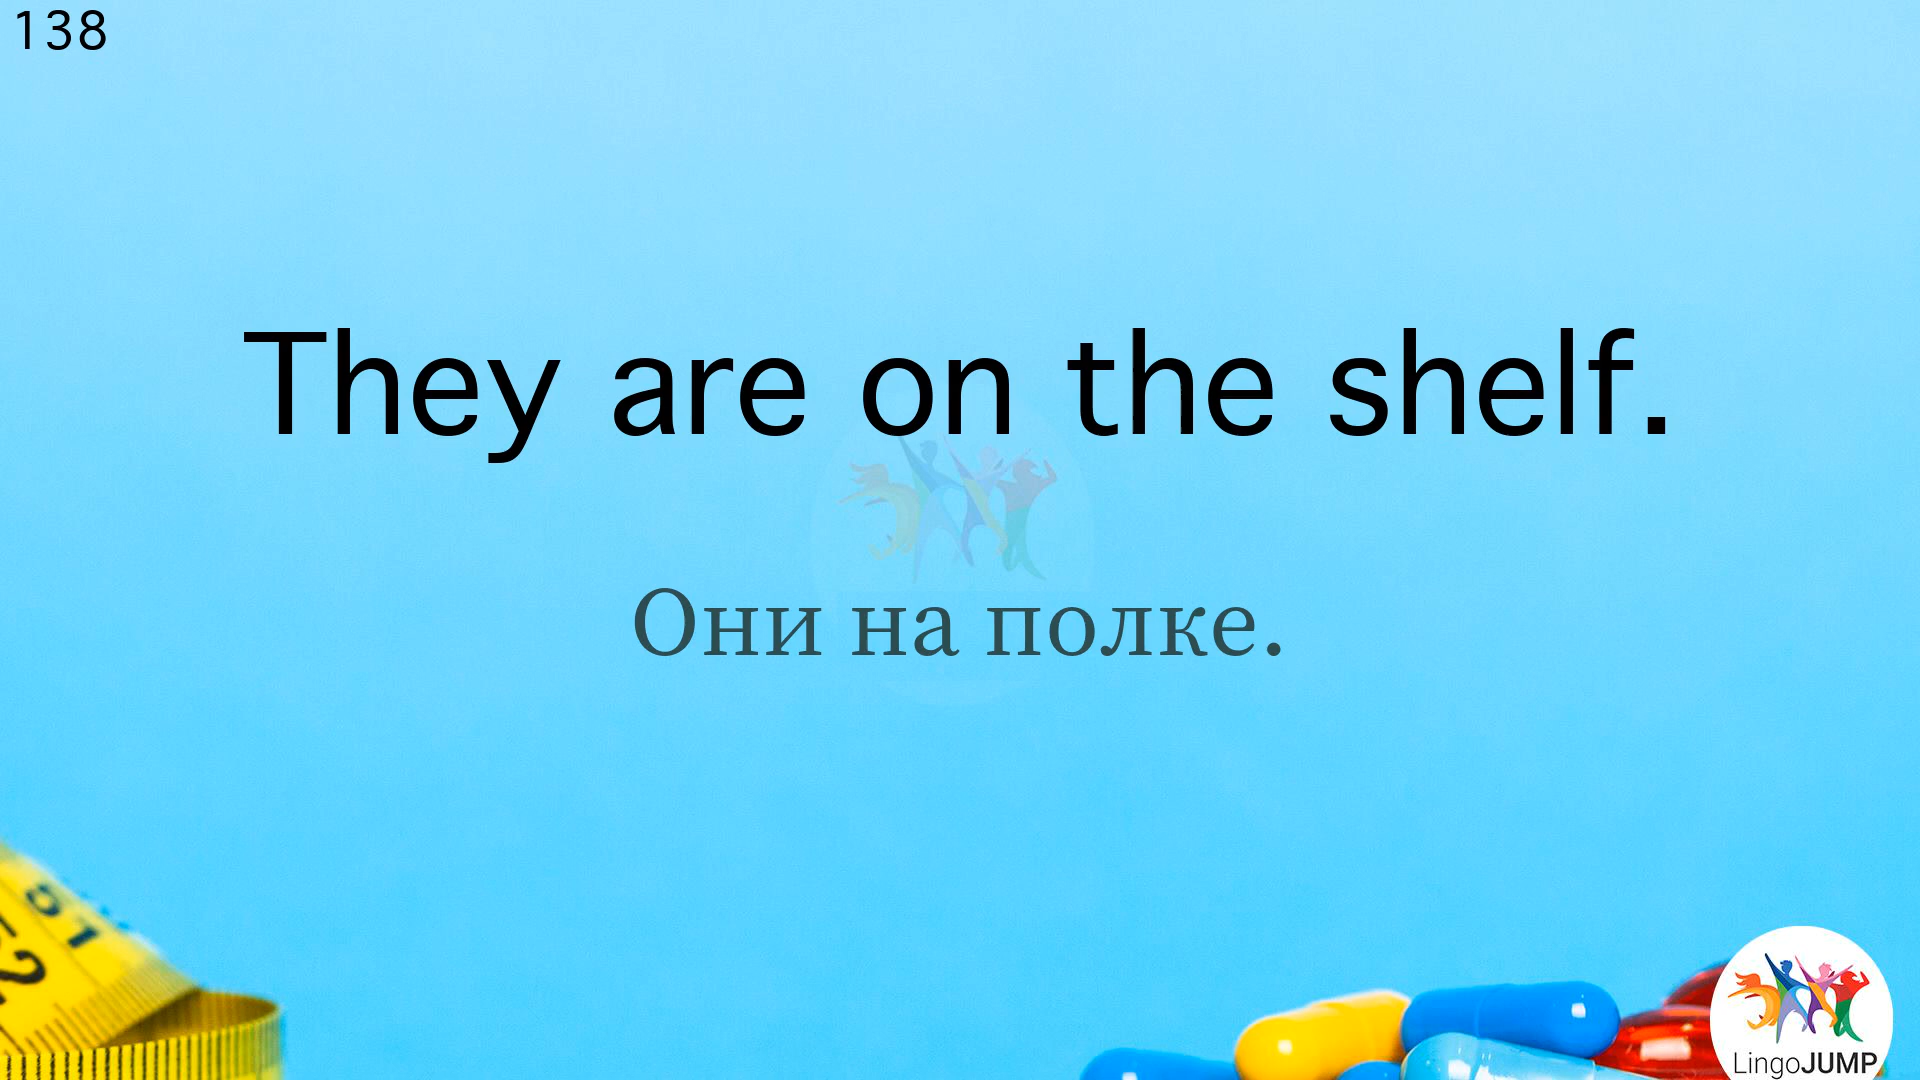 138
They are on the shelf.
Они на полке.
LingoJUMP